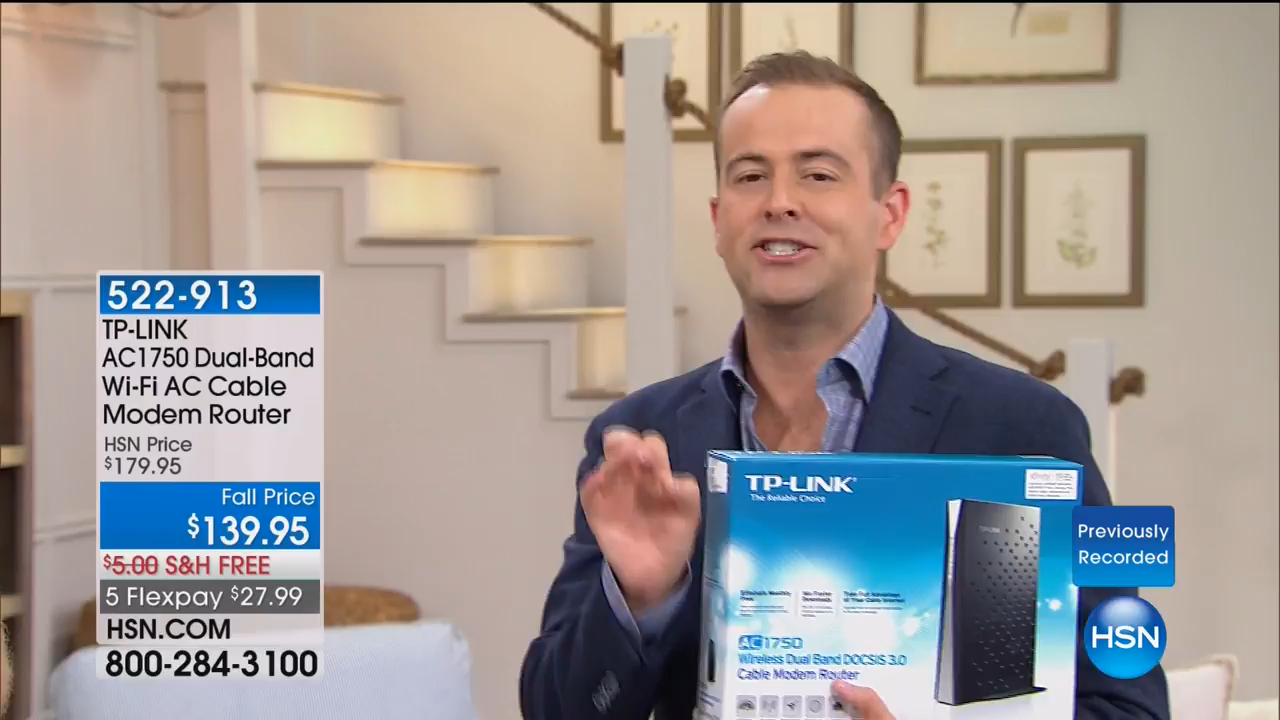 522-913
TP-LINK
AC1750 Dual-Band
Wi-Fi AC Cable
Modem Router
HSN Price
$179.95
Fall Price
$139.95
$5.00 S&H FREE
5 Flexpay $27.99
HSN.COM
800-284-3100
TP-LINK
The Reliable Choice
AC1750
Wireless Dual Band DOCSIS 3.0
Cable Modem Router
TP-LINK
Previously
Recorded
HSN